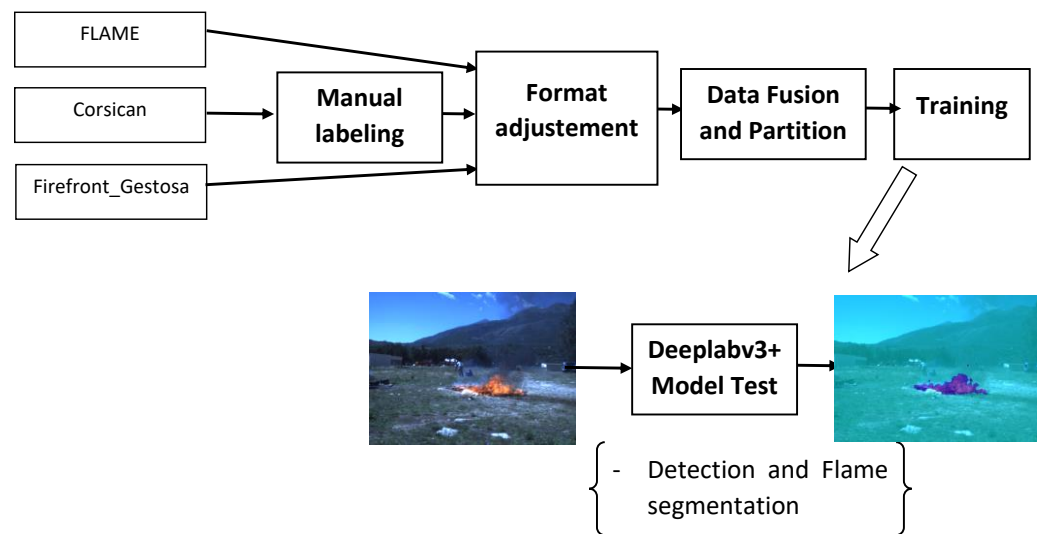 FLAME
Corsican
Firefront_Gestosa
Manual
labeling
Format
adjustement
Data Fusion
and Partition
Training
Deeplabv3+
Model Test
- Detection and Flame
segmentation